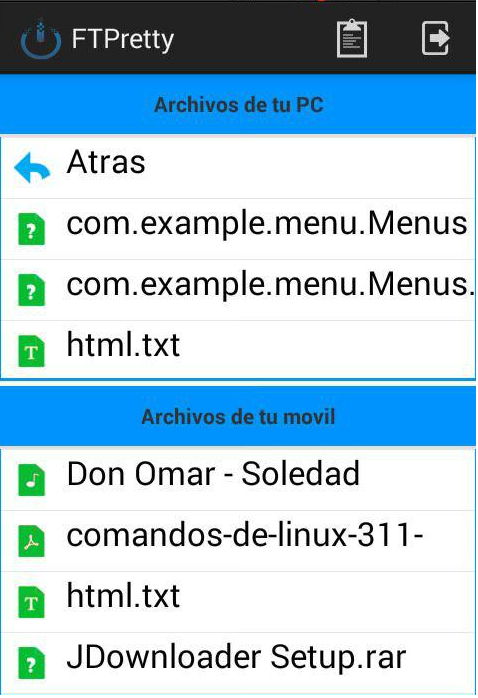 FTPretty
Archivos de tu PC
Atras
com.example.menu.Menus
com.example.menu.Menus.
html.txt
Archivos de tu movil
Don Omar - Soledad
comandos-de-linux-311-
html.txt
JDownloader Setup.rar